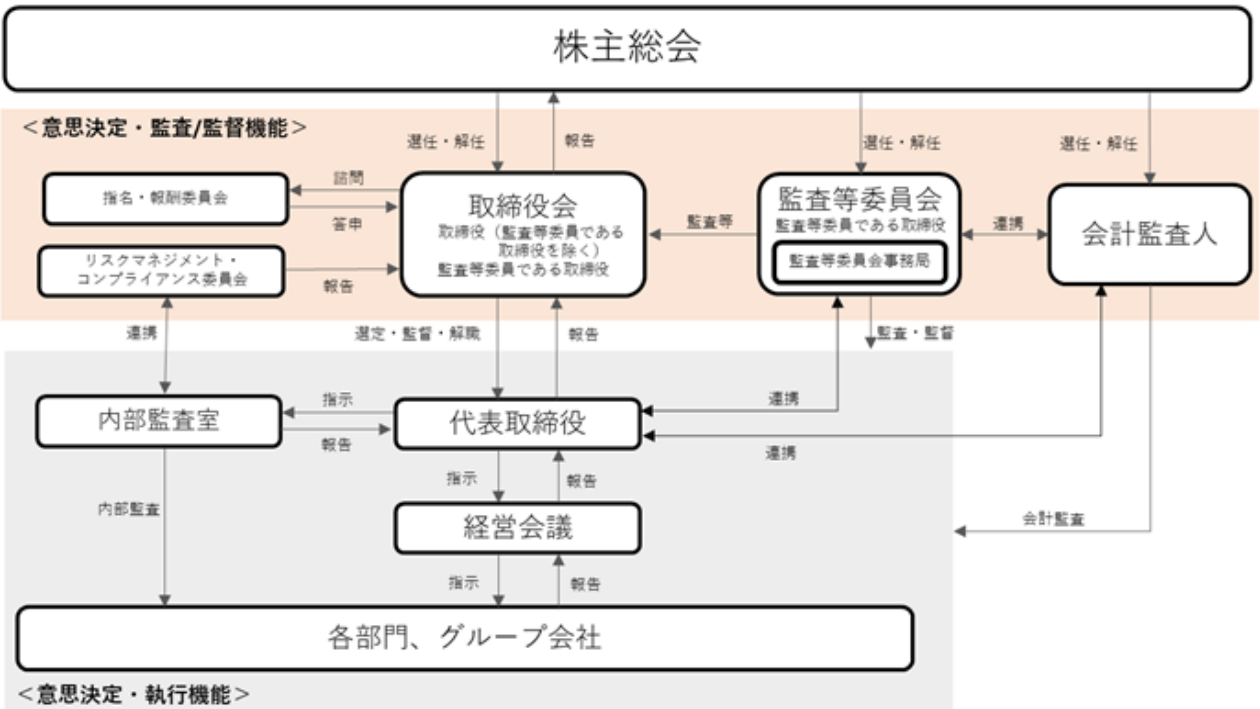 株主総会
＜意思決定・監査/監督機能＞
選任・解任
報告
選任・解任
選任・解任
指名・報酬委員会
諮問
答申
取締役会
取締役（監査等委員である
取締役を除く）
監査等委員である取締役
監査等
監査等委員会
監査等委員である取締役
監査等委員会事務局
連携
会計監査人
リスクマネジメント・
コンプライアンス委員会
報告
連携
選定・監督・解職
報告
監査・監督
内部監査室
指示
報告
代表取締役
連携
連携
内部監査
指示
報告
経営会議
会計監査
指示
報告
各部門、グループ会社
＜意思決定・執行機能＞